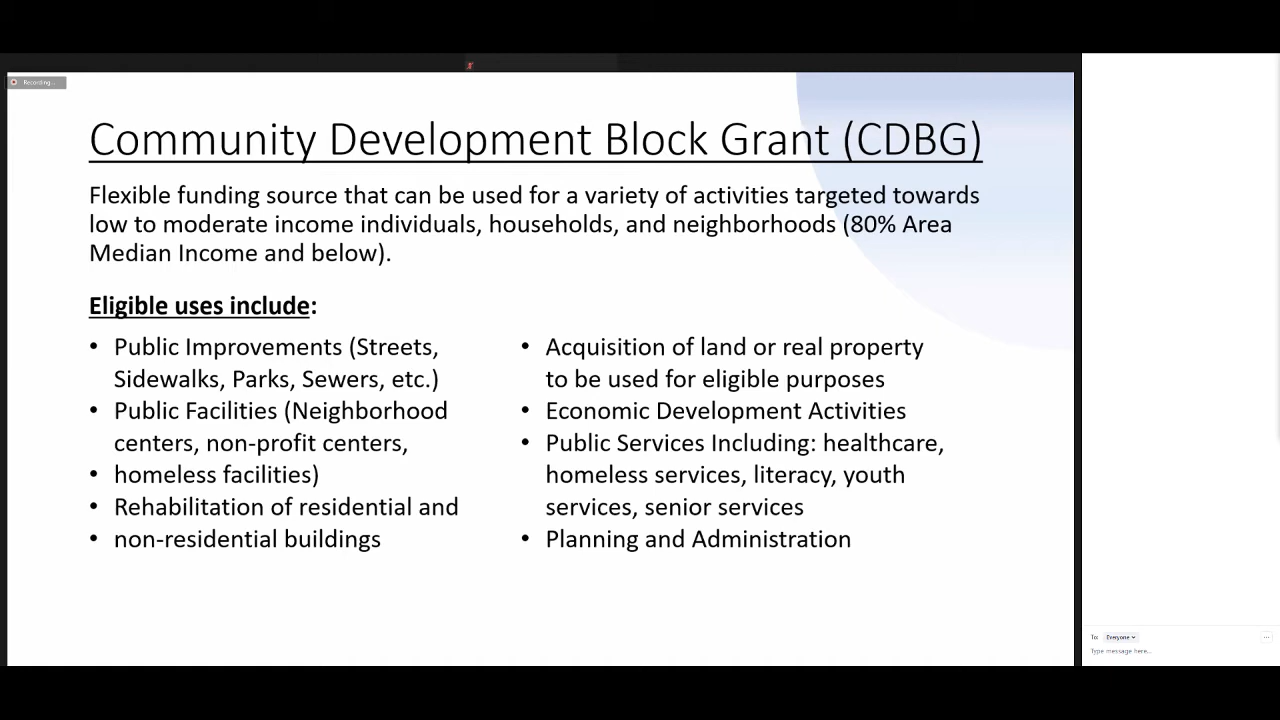 Recording...
Community Development Block Grant (CDBG)
Flexible funding source that can be used for a variety of activities targeted towards
low to moderate income individuals, households, and neighborhoods (80% Area
Median Income and below).
Eligible uses include:
• Public Improvements (Streets,
Sidewalks, Parks, Sewers, etc.)
• Public Facilities (Neighborhood
centers, non-profit centers,
• homeless facilities)
• Rehabilitation of residential and
• non-residential buildings
• Acquisition of land or real property
to be used for eligible purposes
• Economic Development Activities
• Public Services Including: healthcare,
homeless services, literacy, youth
services, senior services
• Planning and Administration
To: Everyone
Type message here...